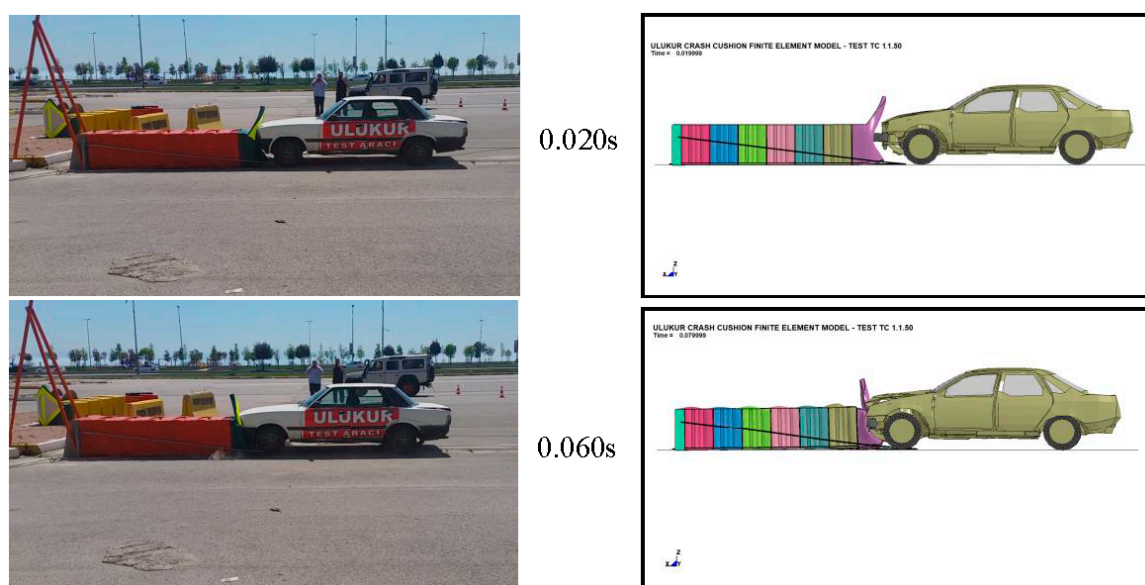 ULUKUR
TEST ARACI
0.020s
ULUKUR CRASH CUSHION FINITE ELEMENT MODEL - TEST TC 1.1.50
Time = 0.019999
Z
X Y
ULUKUR
TEST ARACI
0.060s
ULUKUR CRASH CUSHION FINITE ELEMENT MODEL - TEST TC 1.1.50
Time = 0.079999
Z
X Y